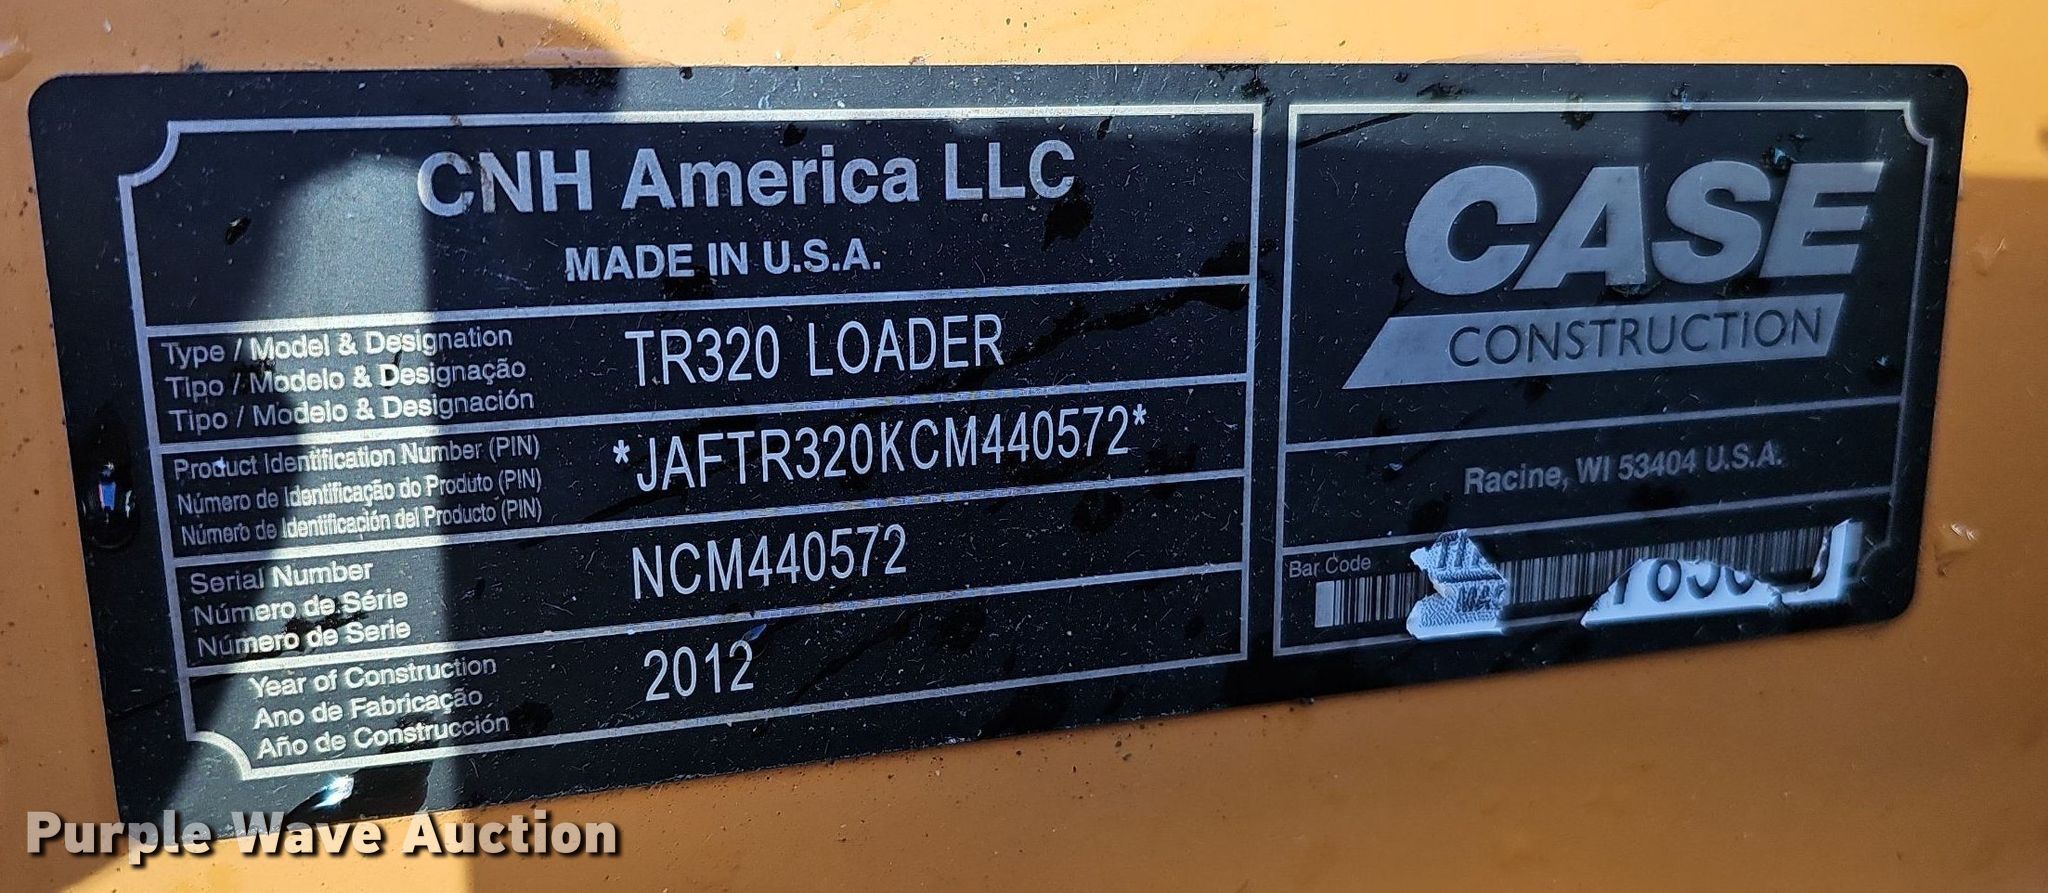 CNH America LLC
MADE IN U.S.A.
Type / Model & Designation
Tipo / Modelo & Designação
Tipo / Modelo & Designación
TR320 LOADER
Product Identification Number (PIN)
Número de Identificação do Produto (PIN)
Número de Identificación del Producto (PIN)
*JAFTR320KCM440572*
Serial Number
Número de Série
Número de Serie
NCM440572
Year of Construction
Ano de Fabricação
Año de Construcción
2012
CASE
CONSTRUCTION
Racine, WI 53404 U.S.A.
Bar Code
Purple Wave Auction